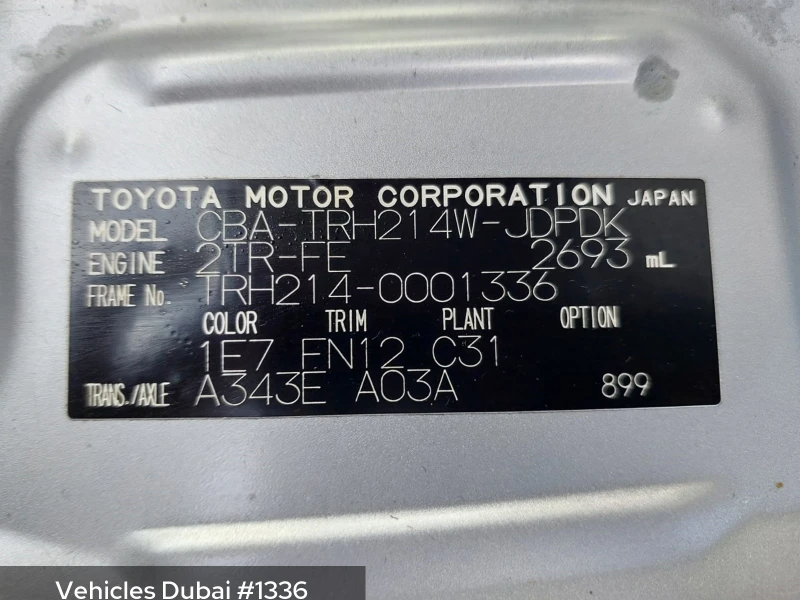 TOYOTA MOTOR CORPORATION JAPAN
MODEL CBA-TRH214W-JDPDK
ENGINE 2TR-FE 2693 mL
FRAME No. TRH214-0001336
COLOR TRIM PLANT OPTION
1E7 FN12 C31
TRANS./AXLE A343E A03A 899
Vehicles Dubai #1336